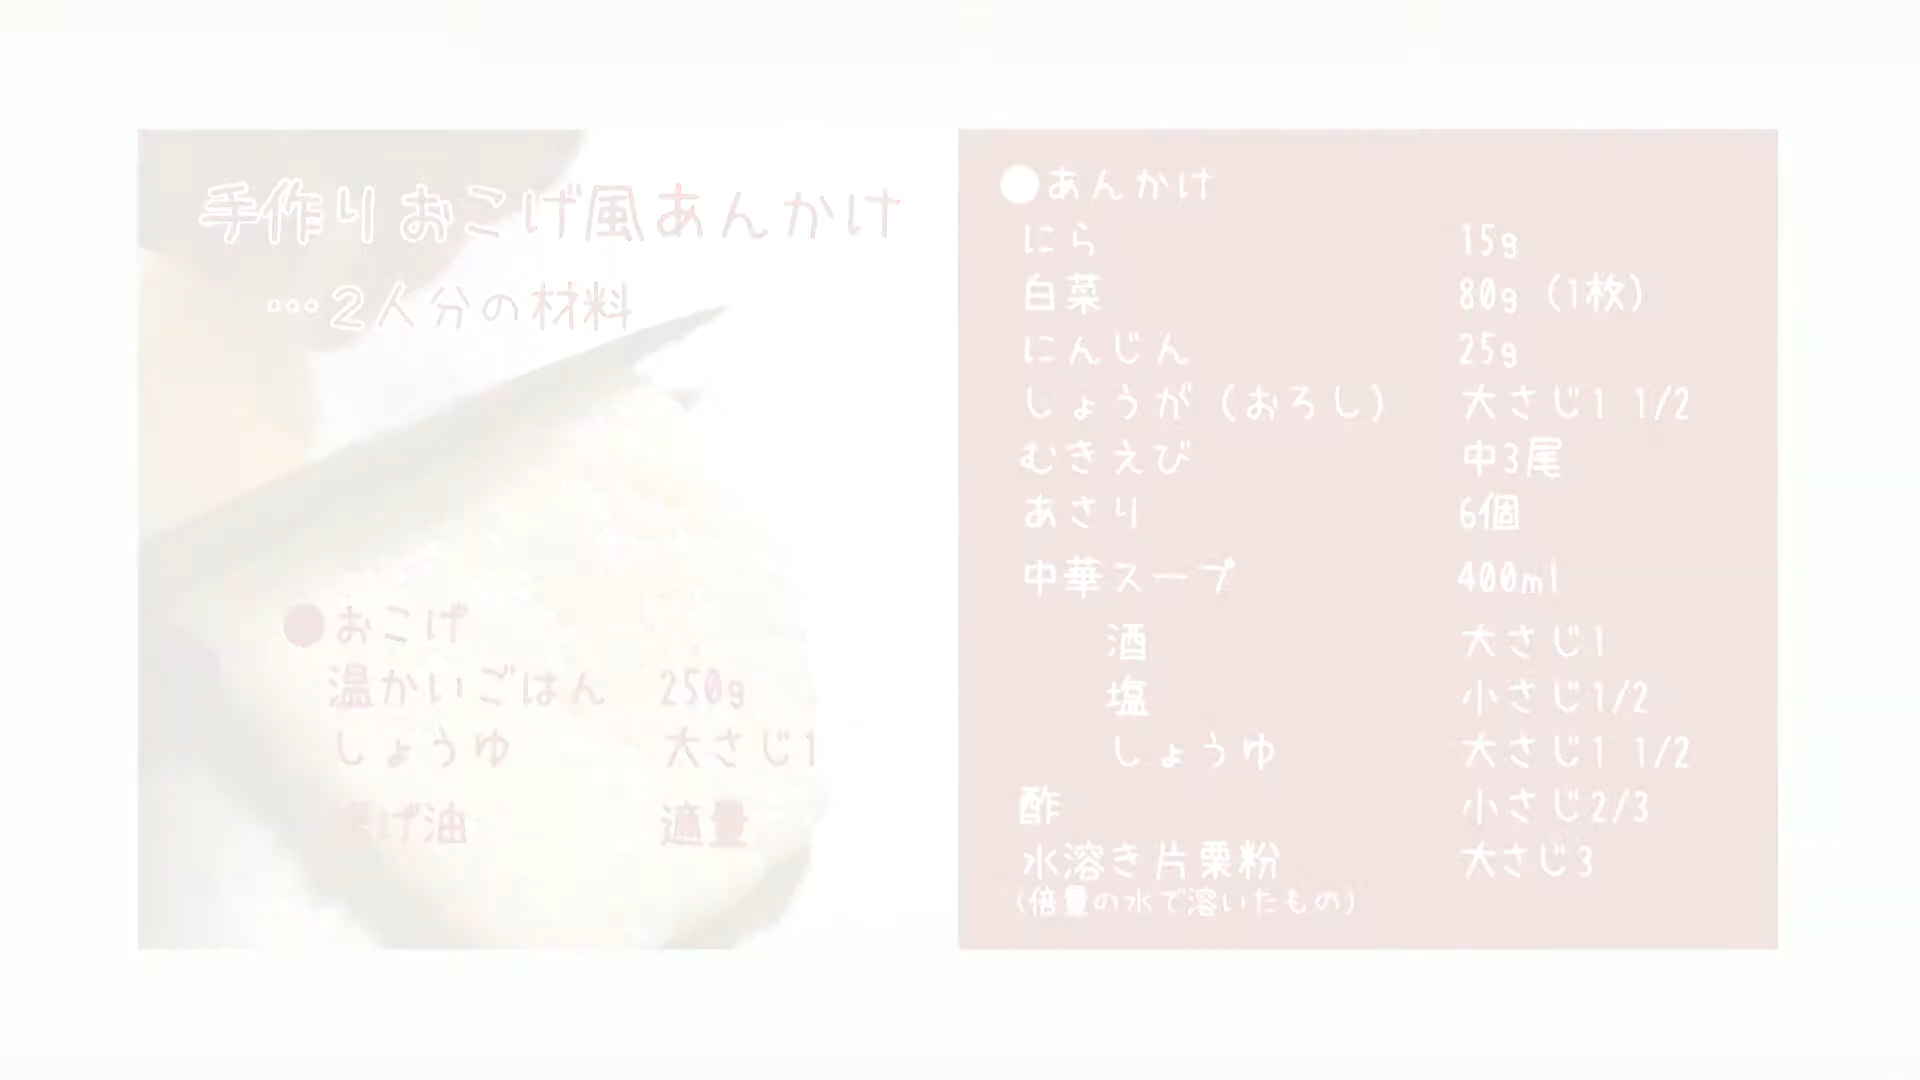 手作りおこげ風あんかけ
…2人分の材料
●おこげ
温かいごはん 250g
しょうゆ 大さじ1
揚げ油 適量
●あんかけ
にら 15g
白菜 80g (1枚)
にんじん 25g
しょうが (おろし) 大さじ1 1/2
むきえび 中3尾
あさり 6個
中華スープ 400ml
酒 大さじ1
塩 小さじ1/2
しょうゆ 大さじ1 1/2
酢 小さじ2/3
水溶き片栗粉 大さじ3
(倍量の水で溶いたもの)